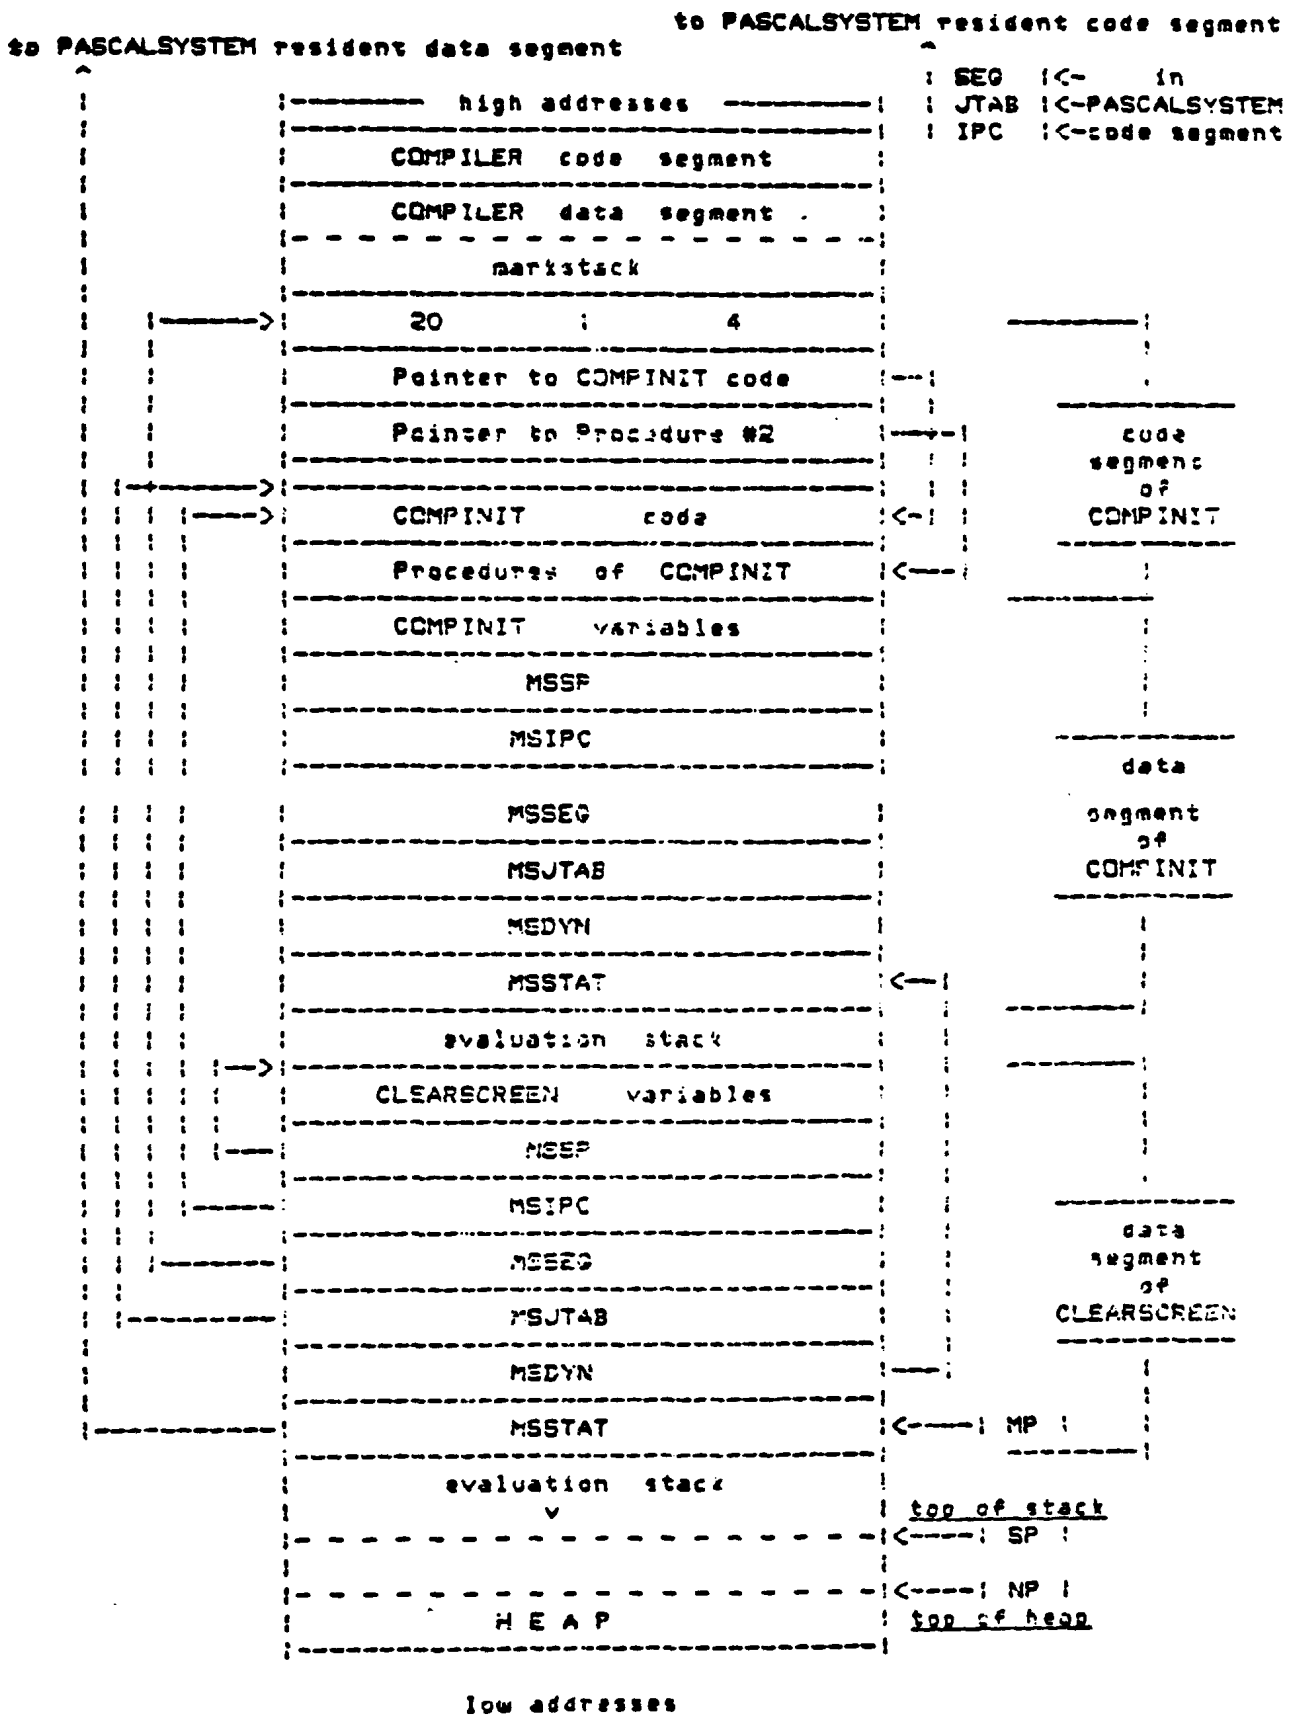 to PASCALSYSTEM resident code segment
to PASCALSYSTEM resident data segment
SEG <- in
high addresses JTAB <-PASCALSYSTEM
IPC <-code segment
COMPILER code segment
COMPILER data segment
markstack
20 4
Pointer to COMPINIT code
Pointer to Procedure #2 code
segment
of
COMPINIT code COMPINIT
Procedures of COMPINIT
COMPINIT variables
MSSP
MSIPC
data
MSSEG segment
of
MSJTAB COMPINIT
MSDYN
MSSTAT
evaluation stack
CLEARSCREEN variables
MSSP
MSIPC
data
MSSEG segment
of
MSJTAB CLEARSCREEN
MSDYN
MSSTAT MP
evaluation stack
top of stack
SP
NP
HEAP top of heap
low addresses